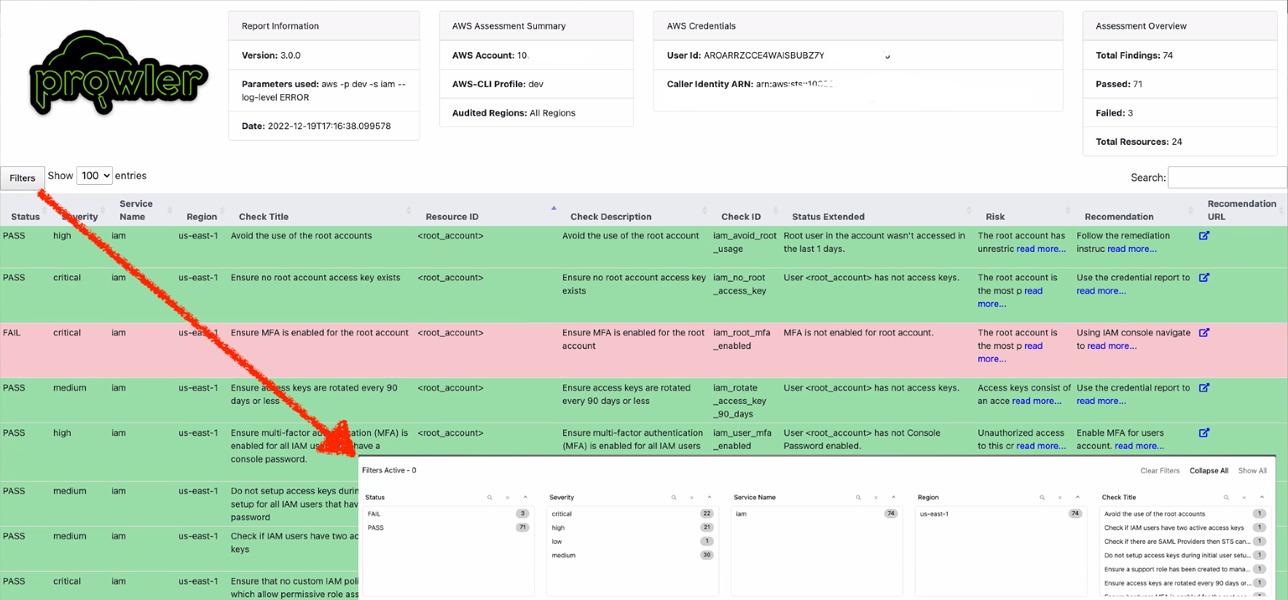 prowler
Report Information
Version: 3.0.0
Parameters used: aws -p dev -s iam --
log-level ERROR
Date: 2022-12-19T17:16:38.099578
AWS Assessment Summary
AWS Account: 10
AWS-CLI Profile: dev
Audited Regions: All Regions
AWS Credentials
User Id: AROARRZCCE4WAISBUBZ7Y
Caller Identity ARN: arn:aws:sts::10
Assessment Overview
Total Findings: 74
Passed: 71
Failed: 3
Total Resources: 24
Filters Show 100 entries Search:
Status Severity Service Name Region Check Title Resource ID Check Description Check ID Status Extended Risk Recomendation Recomendation URL
PASS high iam us-east-1 Avoid the use of the root accounts <root_account> Avoid the use of the root account iam_avoid_root Root user in the account wasn't accessed in The root account has Follow the remediation
_usage the last 1 days. unrestric read more... instruc read more...
PASS critical iam us-east-1 Ensure no root account access key exists <root_account> Ensure no root account access key iam_no_root User <root_account> has not access keys. The root account is Use the credential report to
exists _access_key the most p read read more...
more...
FAIL critical iam us-east-1 Ensure MFA is enabled for the root account <root_account> Ensure MFA is enabled for the root iam_root_mfa MFA is not enabled for root account. The root account is Using IAM console navigate
account _enabled the most p read to read more...
more...
PASS medium iam us-east-1 Ensure access keys are rotated every 90 <root_account> Ensure access keys are rotated iam_rotate User <root_account> has not access keys. Access keys consist of Use the credential report to
days or less every 90 days or less _access_key an acce read more... read more...
_90_days
PASS high iam us-east-1 Ensure multi-factor authentication (MFA) is <root_account> Ensure multi-factor authentication iam_user_mfa User <root_account> has not Console Unauthorized access Enable MFA for users
enabled for all IAM users that have a (MFA) is enabled for all IAM users _enabled Password enabled. to this cr read more... account. read more...
console password.
PASS medium iam us-east-1 Do not setup access keys durin
setup for all IAM users that hav
password
PASS medium iam us-east-1 Check if IAM users have two ac
keys
PASS critical iam us-east-1 Ensure that no custom IAM poli
which allow permissive role ass
Filters Active - 0 Clear Filters Collapse All Show All
Status Severity Service Name Region Check Title
FAIL 3 critical 22 iam 74 us-east-1 74 Avoid the use of the root accounts 1
PASS 71 high 21 Check if IAM users have two active access keys 1
low 1 Check if there are SAML Providers then STS can... 1
medium 30 Do not setup access keys during initial user setu... 1
Ensure a support role has been created to mana... 1
Ensure access keys are rotated every 90 days or... 1